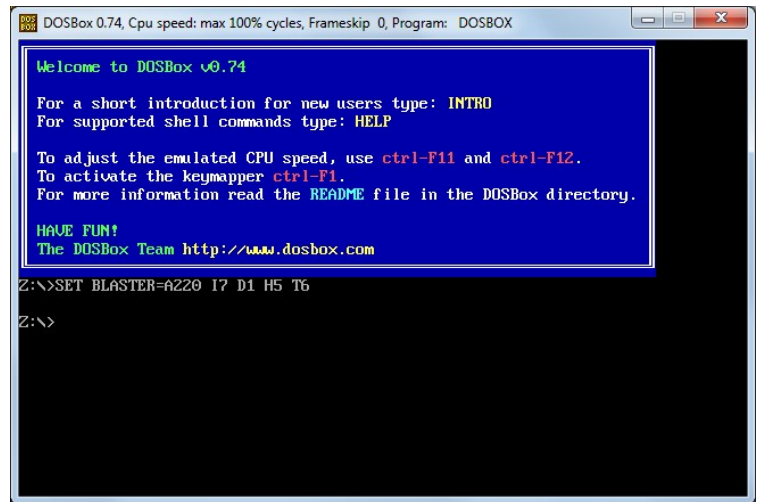 DOSBox 0.74, Cpu speed: max 100% cycles, Frameskip 0, Program: DOSBOX
Welcome to DOSBox v0.74
For a short introduction for new users type: INTRO
For supported shell commands type: HELP
To adjust the emulated CPU speed, use ctrl-F11 and ctrl-F12.
To activate the keymapper ctrl-F1.
For more information read the README file in the DOSBox directory.
HAVE FUN!
The DOSBox Team http://www.dosbox.com
Z:\>SET BLASTER=A220 I7 D1 H5 T6
Z:\>